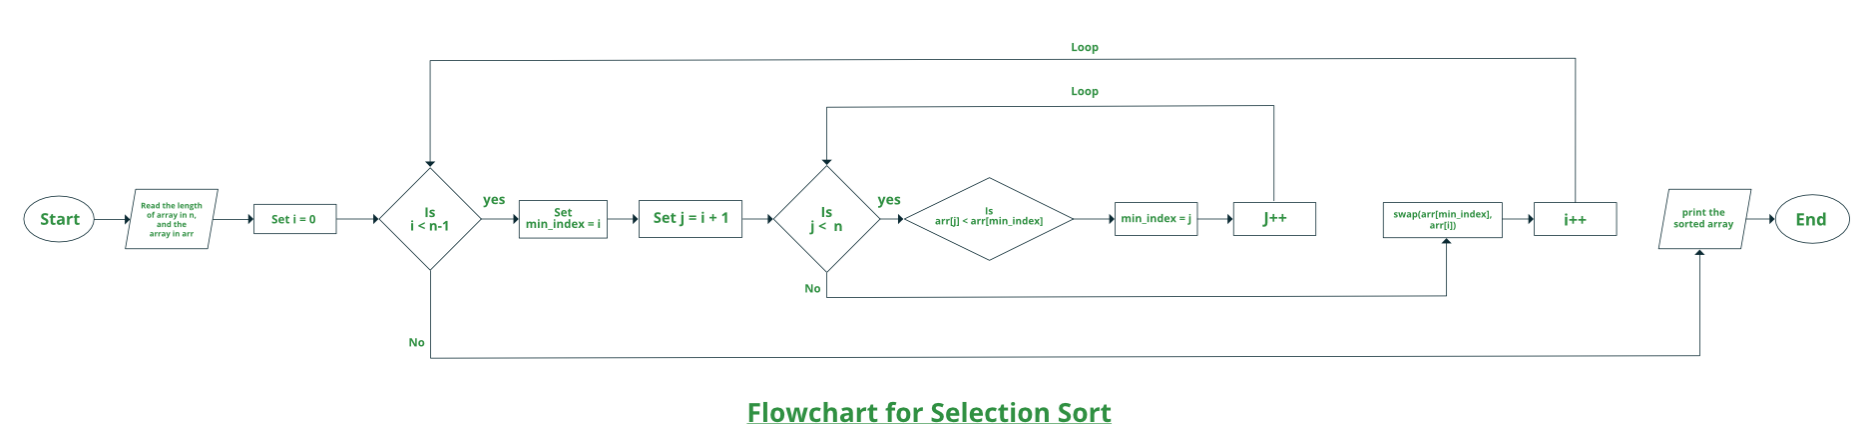 Loop
Loop
Start
Read the length
of array in n,
and the
array in arr
Set i = 0
Is
i < n-1
yes
Set
min_index = i
Set j = i + 1
Is
j < n
yes
Is
arr[j] < arr[min_index]
min_index = j
J++
swap(arr[min_index],
arr[i])
i++
print the
sorted array
End
No
No
Flowchart for Selection Sort